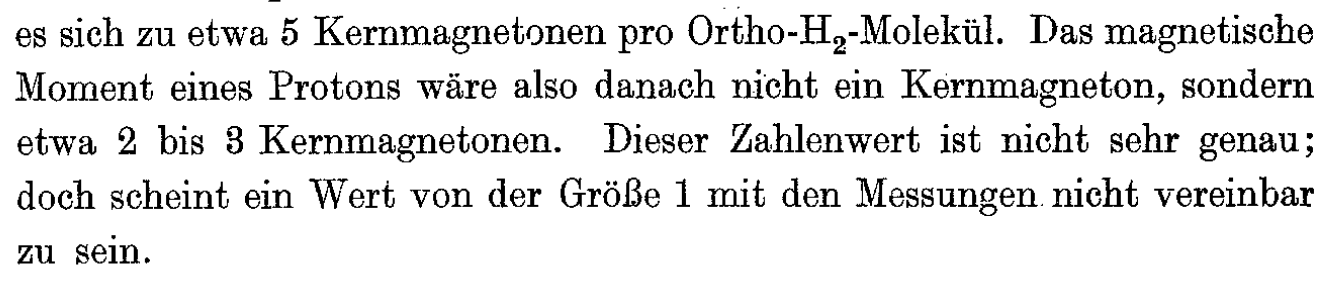 es sich zu etwa 5 Kernmagnetonen pro Ortho-H₂-Molekül. Das magnetische
Moment eines Protons wäre also danach nicht ein Kernmagneton, sondern
etwa 2 bis 3 Kernmagnetonen. Dieser Zahlenwert ist nicht sehr genau;
doch scheint ein Wert von der Größe 1 mit den Messungen nicht vereinbar
zu sein.